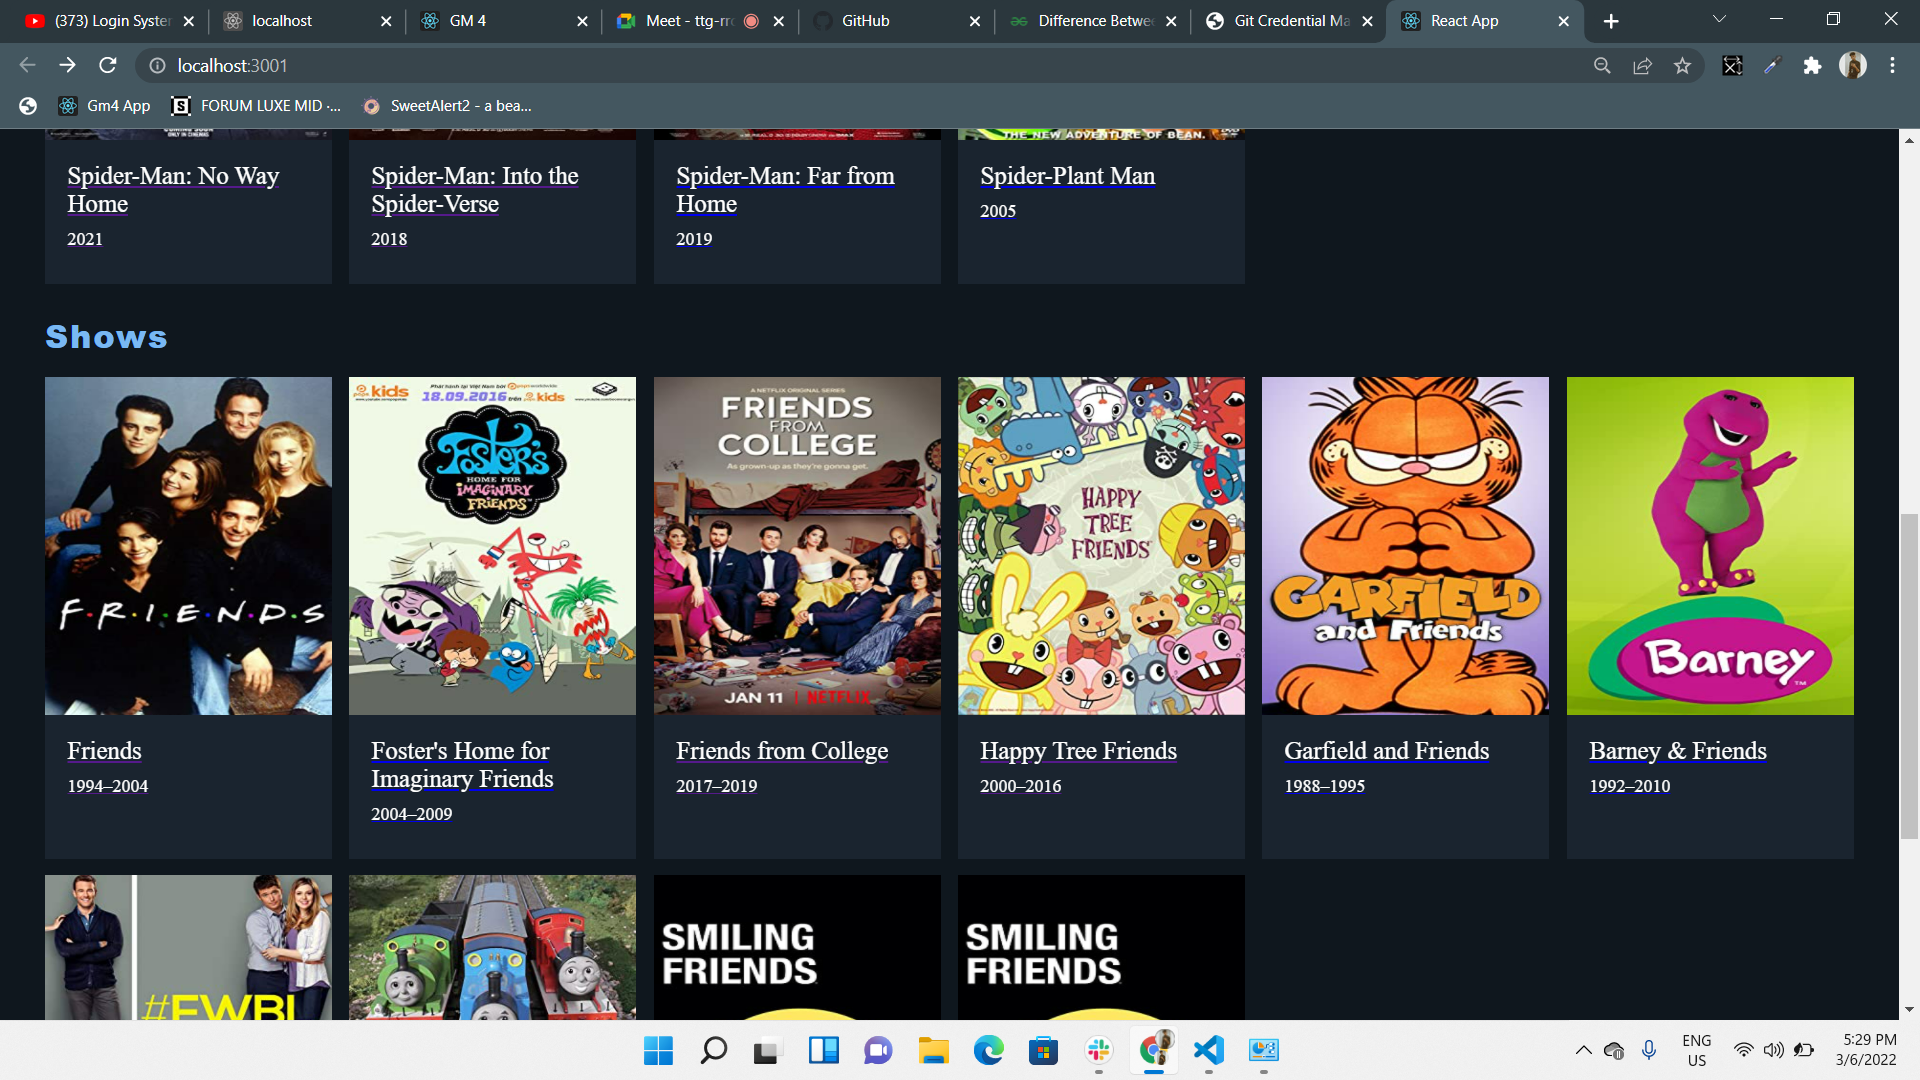 (373) Login Syster
localhost
GM 4
Meet - ttg-rr
GitHub
Difference Betwe
Git Credential Ma
React App
localhost:3001
Gm4 App
FORUM LUXE MID -...
SweetAlert2 - a bea...
THE NEW ADVENTURE OF BEAN.
Spider-Man: No Way
Home
2021
Spider-Man: Into the
Spider-Verse
2018
Spider-Man: Far from
Home
2019
Spider-Plant Man
2005
Shows
F·R·I·E·N·D·S
kids
18.09.2016 trên kids
Foster's
HOME FOR
IMAGINARY
FRIENDS
A NETFLIX ORIGINAL SERIES
FRIENDS
FROM
COLLEGE
As grown-up as they're gonna get.
JAN 11 | NETFLIX
HAPPY
TREE
FRIENDS
GARFIELD
and Friends
Barney
TM
Friends
1994–2004
Foster's Home for
Imaginary Friends
2004–2009
Friends from College
2017–2019
Happy Tree Friends
2000–2016
Garfield and Friends
1988–1995
Barney & Friends
1992–2010
#FWBL
SMILING
FRIENDS
SMILING
FRIENDS
ENG
US
5:29 PM
3/6/2022